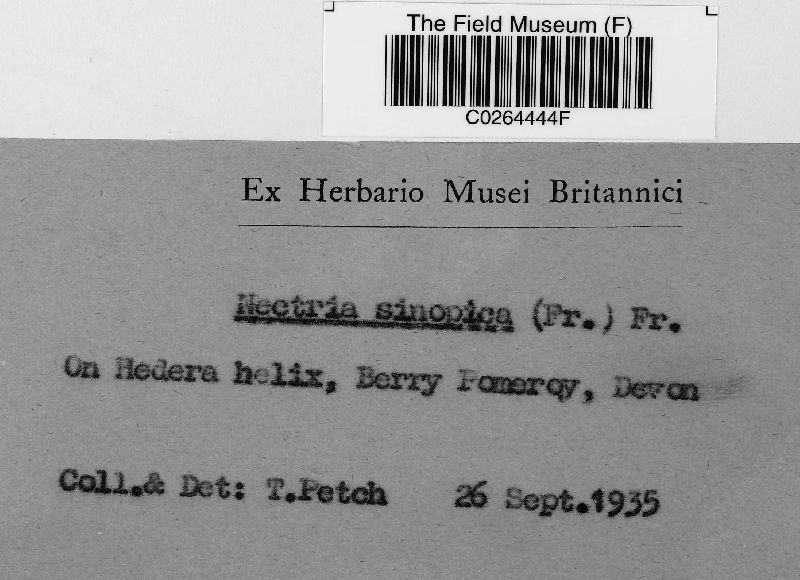 The Field Museum (F)
C0264444F
Ex Herbario Musei Britannici
Nectria sinopica (Fr.) Fr.
On Hedera helix, Berry Pomeroy, Devon
Coll.& Det: T.Petch 26 Sept.1935